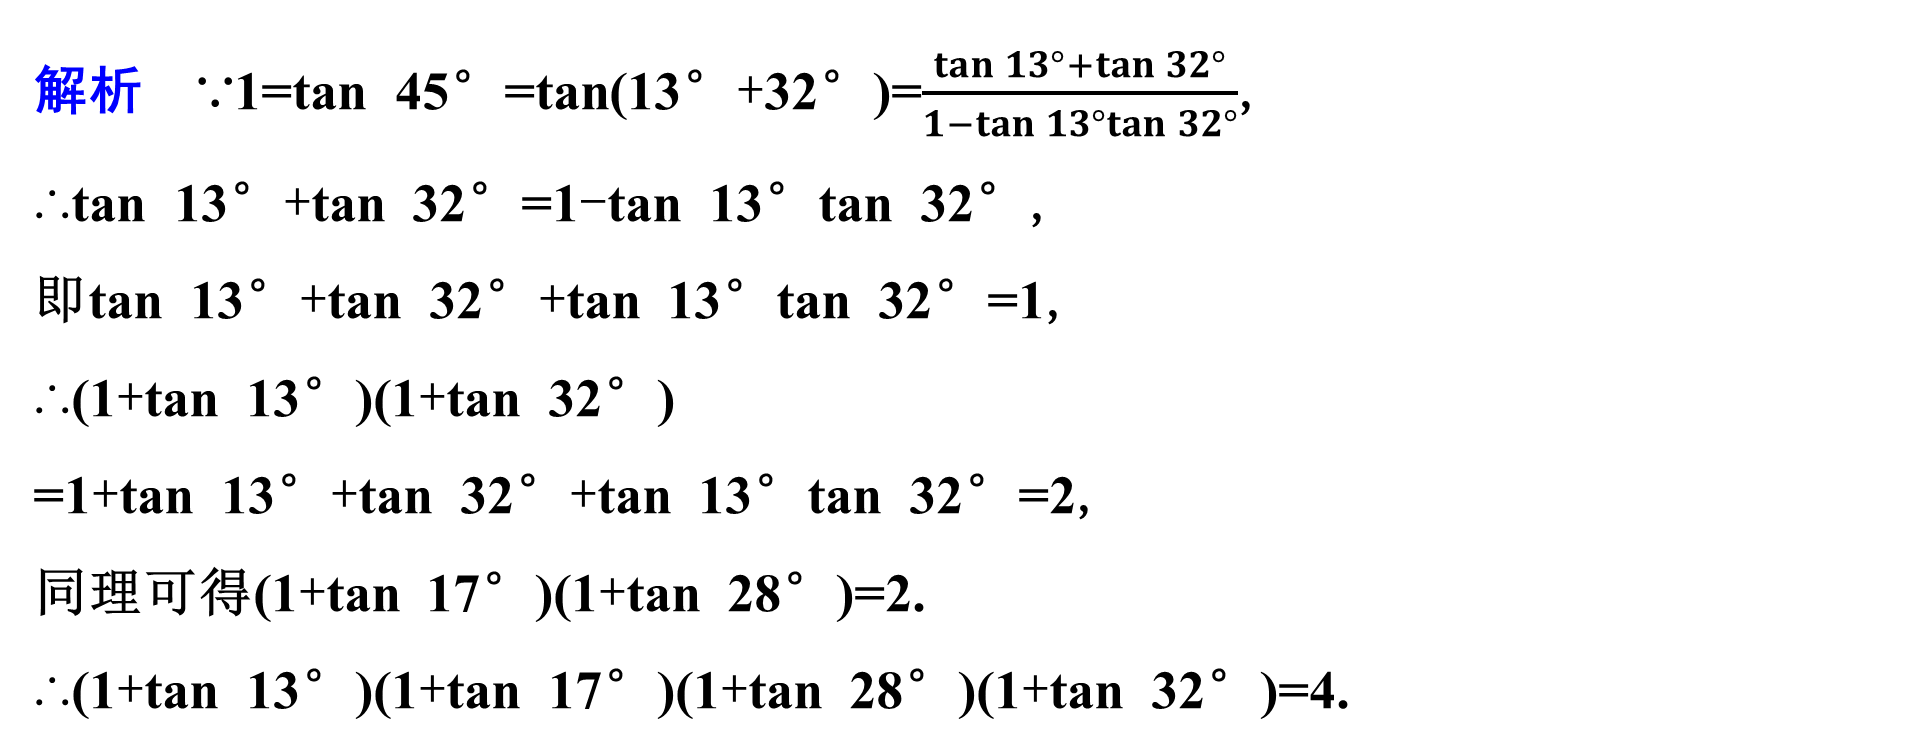 解析 ∵1=tan 45°=tan(13°+32°)=\frac{tan 13°+tan 32°}{1−tan 13°tan 32°},
∴tan 13°+tan 32°=1−tan 13°tan 32°,
即tan 13°+tan 32°+tan 13°tan 32°=1,
∴(1+tan 13°)(1+tan 32°)
=1+tan 13°+tan 32°+tan 13°tan 32°=2,
同理可得(1+tan 17°)(1+tan 28°)=2.
∴(1+tan 13°)(1+tan 17°)(1+tan 28°)(1+tan 32°)=4.